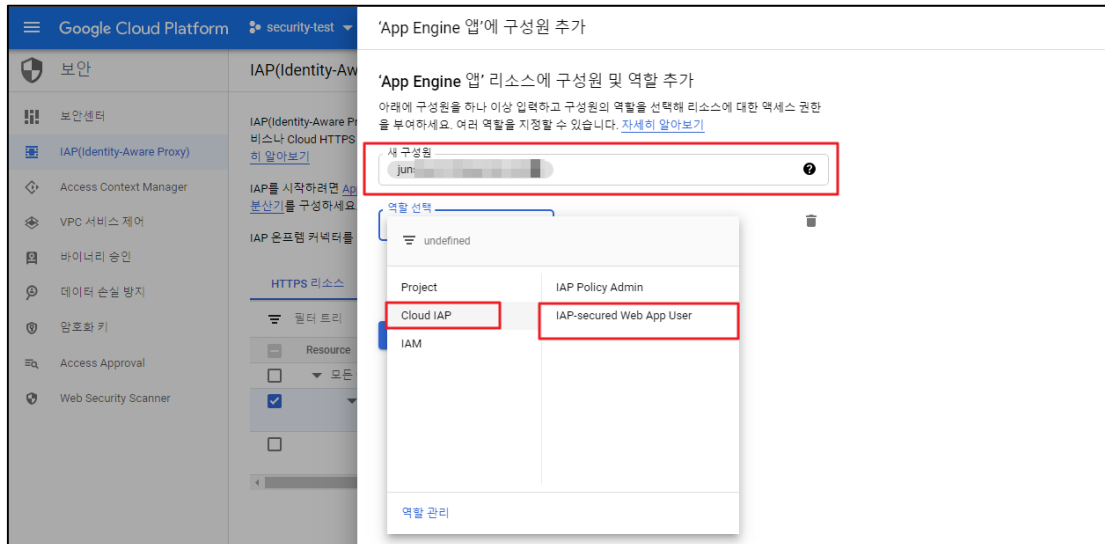 Google Cloud Platform
security-test
보안
보안센터
IAP(Identity-Aware Proxy)
Access Context Manager
VPC 서비스 제어
바이너리 승인
데이터 손실 방지
암호화 키
Access Approval
Web Security Scanner
IAP(Identity-Aw
IAP(Identity-Aware Pr
비스나 Cloud HTTPS
히 알아보기
IAP를 시작하려면 Ap
분산기를 구성하세요.
IAP 온프렘 커넥터를
HTTPS 리소스
필터 트리
Resource
모든
'App Engine 앱'에 구성원 추가
'App Engine 앱' 리소스에 구성원 및 역할 추가
아래에 구성원을 하나 이상 입력하고 구성원의 역할을 선택해 리소스에 대한 액세스 권한
을 부여하세요. 여러 역할을 지정할 수 있습니다. 자세히 알아보기
새 구성원
jun
역할 선택
undefined
Project
Cloud IAP
IAM
IAP Policy Admin
IAP-secured Web App User
역할 관리